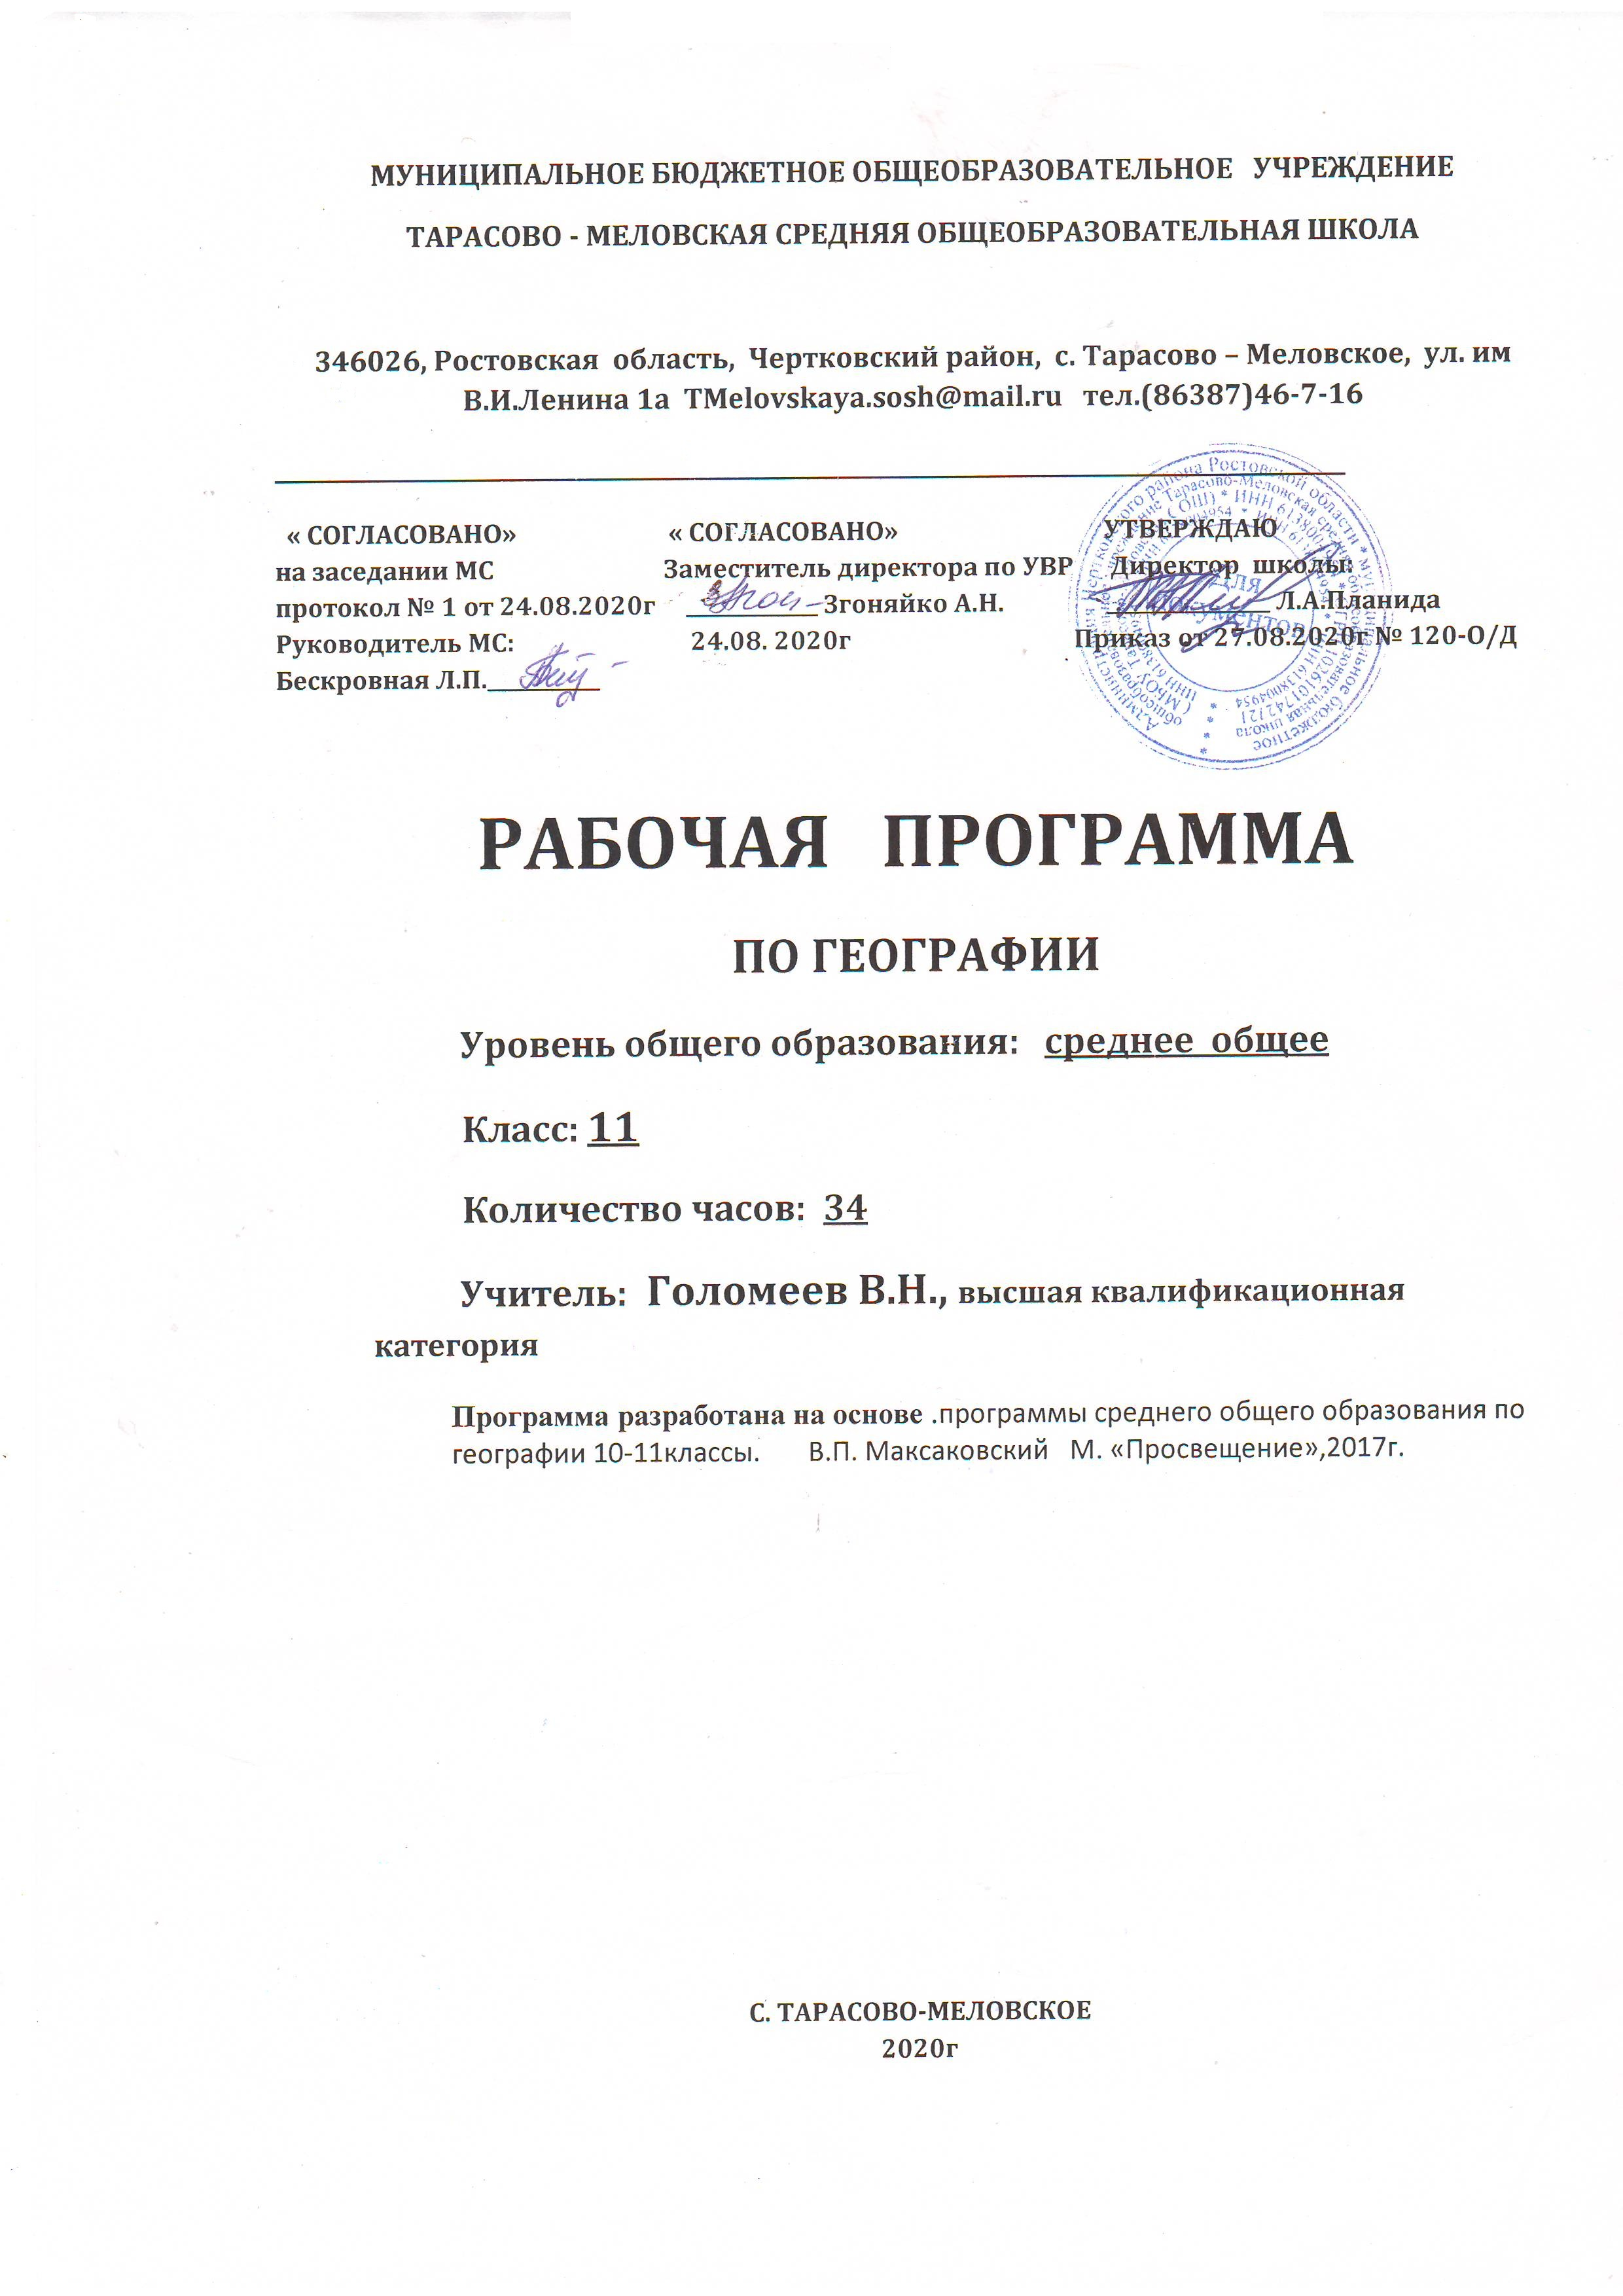 МУНИЦИПАЛЬНОЕ БЮДЖЕТНОЕ ОБЩЕОБРАЗОВАТЕЛЬНОЕ УЧРЕЖДЕНИЕ
ТАРАСОВО - МЕЛОВСКАЯ СРЕДНЯЯ ОБЩЕОБРАЗОВАТЕЛЬНАЯ ШКОЛА
346026, Ростовская область, Чертковский район, с. Тарасово – Меловское, ул. им
В.И.Ленина 1а TMelovskaya.sosh@mail.ru тел.(86387)46-7-16
« СОГЛАСОВАНО» « СОГЛАСОВАНО» УТВЕРЖДАЮ
на заседании МС Заместитель директора по УВР Директор школы:
протокол № 1 от 24.08.2020г Згоняйко А.Н. Л.А.Планида
Руководитель МС: 24.08. 2020г Приказ от 27.08.2020г № 120-О/Д
Бескровная Л.П.
Для
документов
РАБОЧАЯ ПРОГРАММА
ПО ГЕОГРАФИИ
Уровень общего образования: среднее общее
Класс: 11
Количество часов: 34
Учитель: Голомеев В.Н., высшая квалификационная
категория
Программа разработана на основе .программы среднего общего образования по
географии 10-11классы. В.П. Максаковский М. «Просвещение»,2017г.
С. ТАРАСОВО-МЕЛОВСКОЕ
2020г